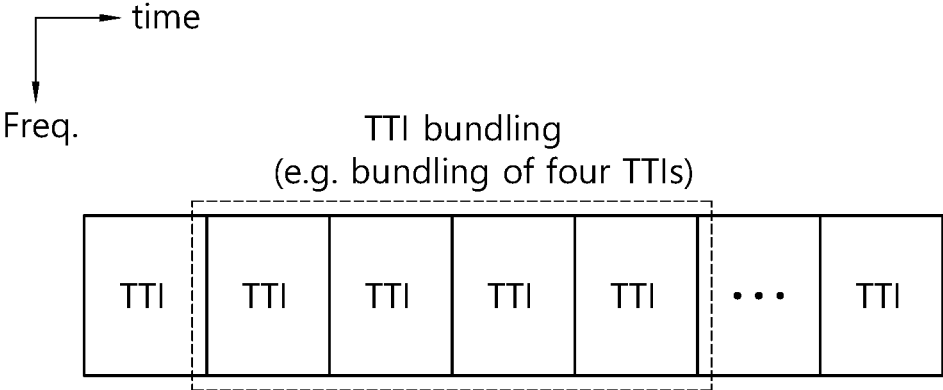 time
Freq.
TTI bundling
(e.g. bundling of four TTIs)
TTI TTI TTI TTI TTI ••• TTI